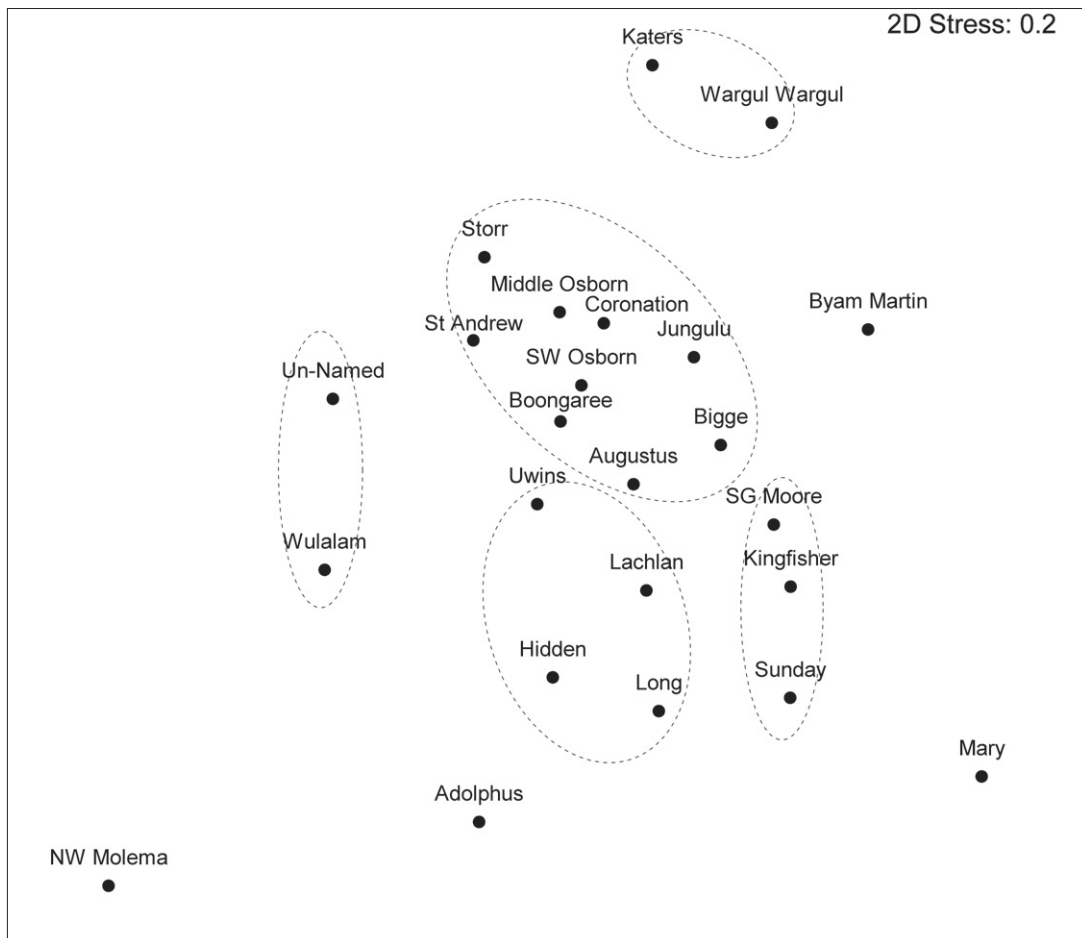 2D Stress: 0.2
Katers
Wargul Wargul
Storr
Middle Osborn
Coronation
Byam Martin
St Andrew
Jungulu
SW Osborn
Un-Named
Boongaree
Bigge
Augustus
Uwins
SG Moore
Wulalam
Lachlan
Kingfisher
Hidden
Sunday
Long
Mary
Adolphus
NW Molema